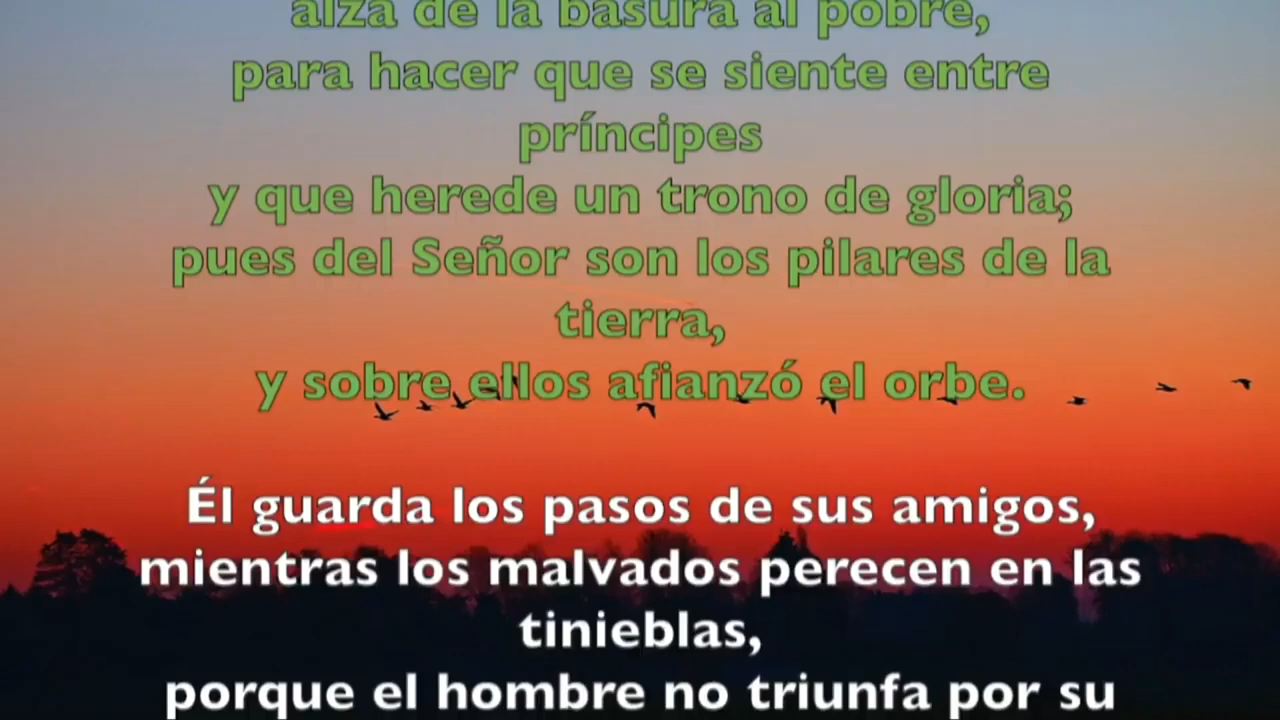 alza de la basura al pobre,
para hacer que se siente entre
príncipes
y que herede un trono de gloria;
pues del Señor son los pilares de la
tierra,
y sobre ellos afianzó el orbe.
Él guarda los pasos de sus amigos,
mientras los malvados perecen en las
tinieblas,
porque el hombre no triunfa por su